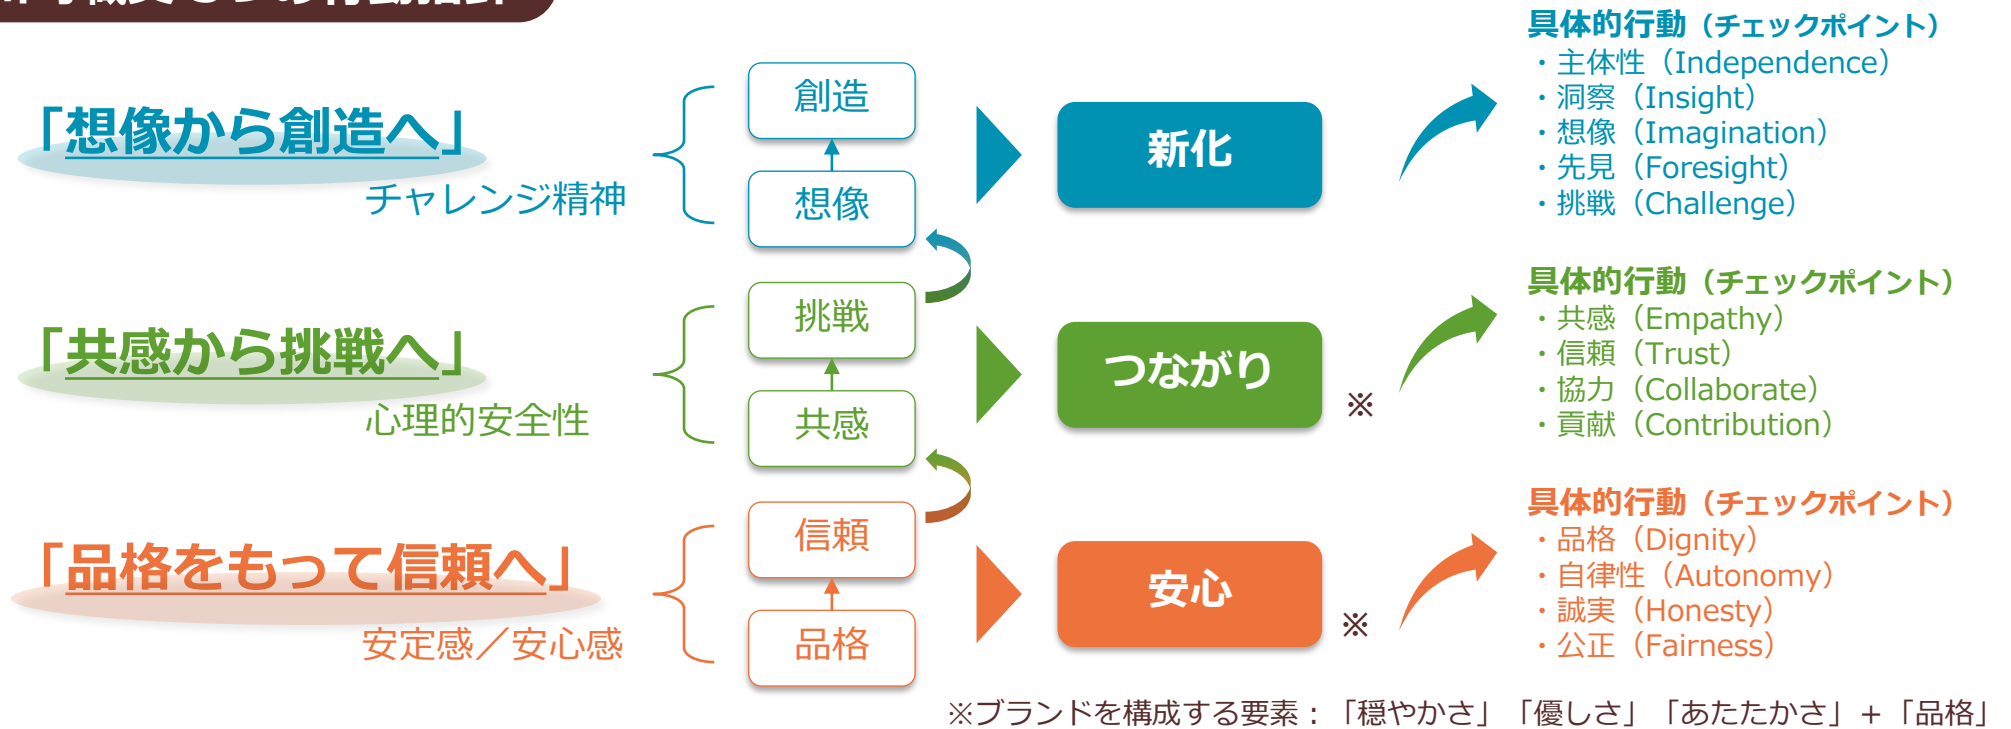 「想像から創造へ」
チャレンジ精神
創造
想像
新化
具体的行動（チェックポイント）
・主体性（Independence）
・洞察（Insight）
・想像（Imagination）
・先見（Foresight）
・挑戦（Challenge）
「共感から挑戦へ」
心理的安全性
挑戦
共感
つながり
※
具体的行動（チェックポイント）
・共感（Empathy）
・信頼（Trust）
・協力（Collaborate）
・貢献（Contribution）
「品格をもって信頼へ」
安定感／安心感
信頼
品格
安心
※
具体的行動（チェックポイント）
・品格（Dignity）
・自律性（Autonomy）
・誠実（Honesty）
・公正（Fairness）
※ブランドを構成する要素：「穏やかさ」「優しさ」「あたたかさ」+「品格」